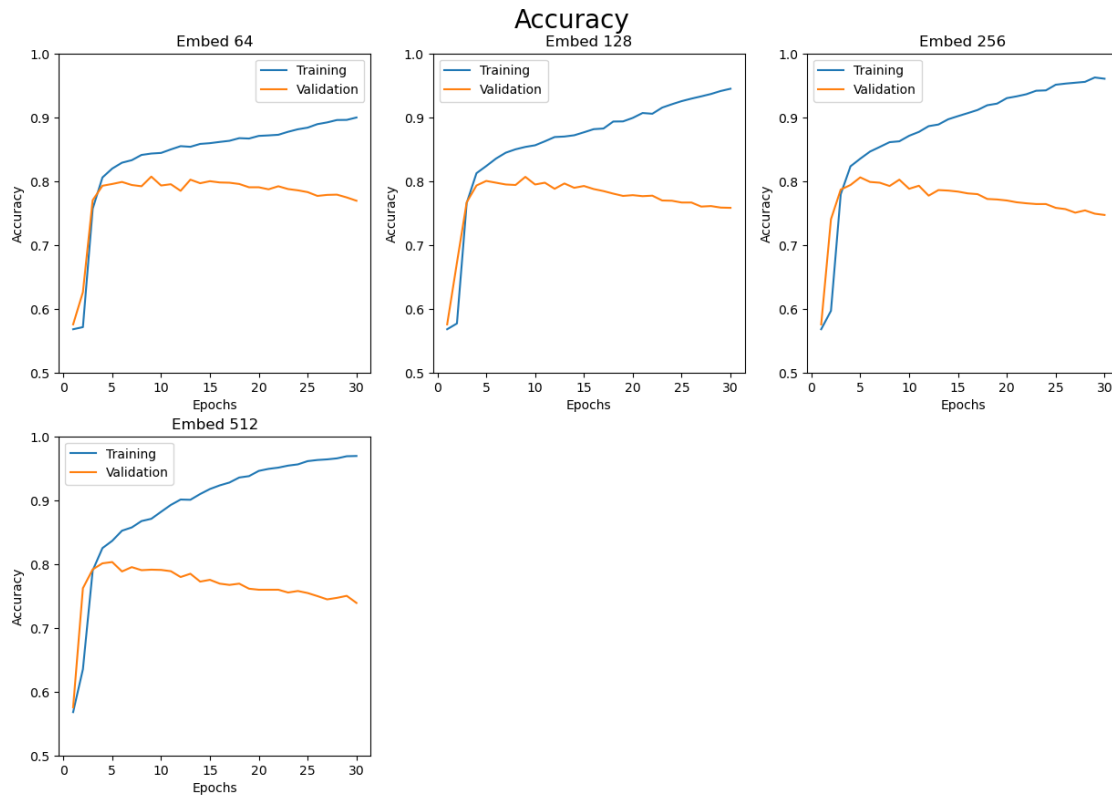 Accuracy
Embed 64
1.0
0.9
0.8
0.7
0.6
0.5
Accuracy
Training
Validation
0 5 10 15 20 25 30
Epochs
Embed 128
1.0
0.9
0.8
0.7
0.6
0.5
Accuracy
Training
Validation
0 5 10 15 20 25 30
Epochs
Embed 256
1.0
0.9
0.8
0.7
0.6
0.5
Accuracy
Training
Validation
0 5 10 15 20 25 30
Epochs
Embed 512
1.0
0.9
0.8
0.7
0.6
0.5
Accuracy
Training
Validation
0 5 10 15 20 25 30
Epochs